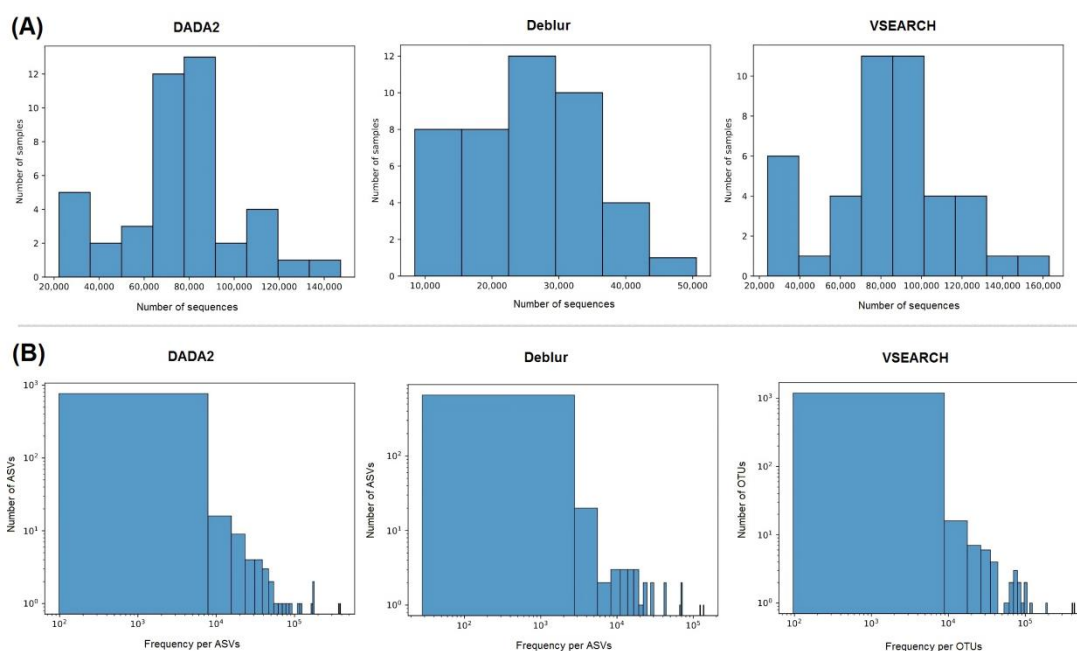 (A)
DADA2
Deblur
VSEARCH
Number of samples
12
10
8
6
4
2
0
20,000 40,000 60,000 80,000 100,000 120,000 140,000
Number of sequences
Number of samples
12
10
8
6
4
2
0
10,000 20,000 30,000 40,000 50,000
Number of sequences
Number of samples
10
8
6
4
2
0
20,000 40,000 60,000 80,000 100,000 120,000 140,000 160,000
Number of sequences
(B)
DADA2
Deblur
VSEARCH
Number of ASVs
10³
10²
10¹
10⁰
10² 10³ 10⁴ 10⁵
Frequency per ASVs
Number of ASVs
10²
10¹
10⁰
10² 10³ 10⁴ 10⁵
Frequency per ASVs
Number of OTUs
10³
10²
10¹
10⁰
10² 10³ 10⁴ 10⁵
Frequency per OTUs